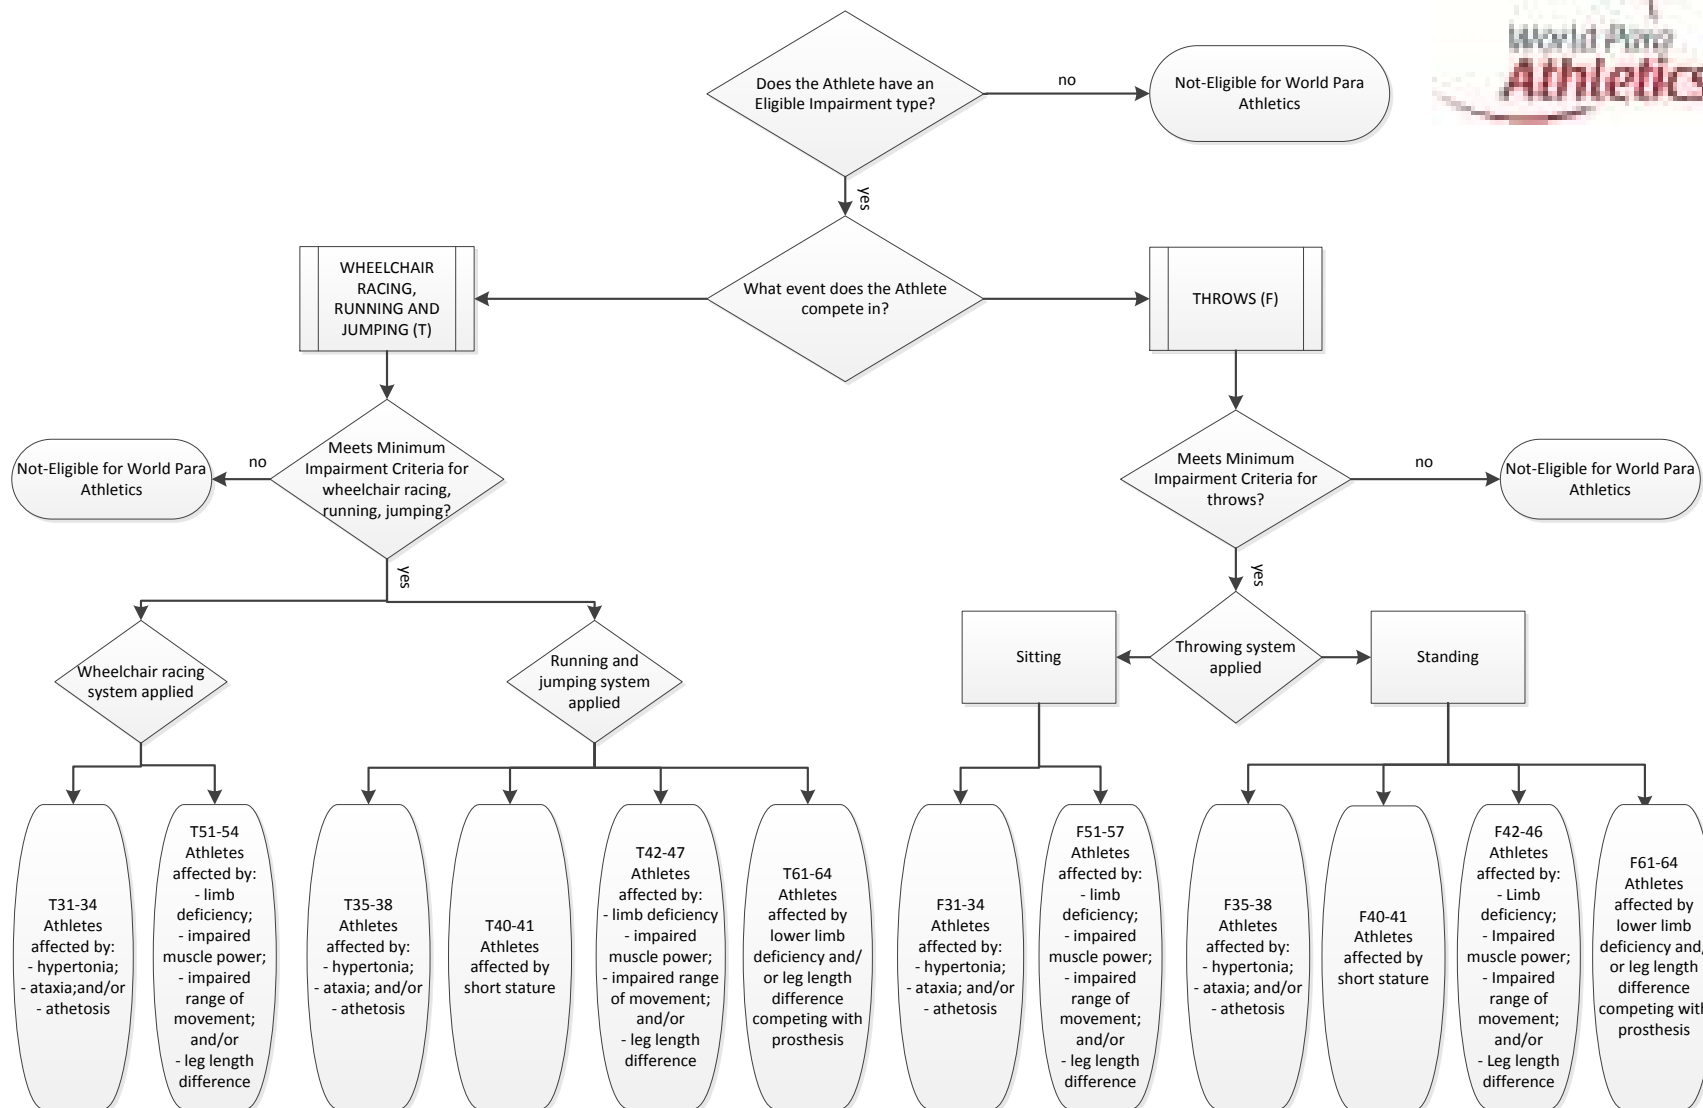 World Para
Athletics
Does the Athlete have an
Eligible Impairment type?
no
Not-Eligible for World Para
Athletics
yes
What event does the Athlete
compete in?
WHEELCHAIR
RACING,
RUNNING AND
JUMPING (T)
THROWS (F)
Meets Minimum
Impairment Criteria for
wheelchair racing,
running, jumping?
no
Not-Eligible for World Para
Athletics
yes
Meets Minimum
Impairment Criteria for
throws?
no
Not-Eligible for World Para
Athletics
yes
Wheelchair racing
system applied
Running and
jumping system
applied
Sitting
Throwing system
applied
Standing
T31-34
Athletes
affected by:
- hypertonia;
- ataxia;and/or
- athetosis
T51-54
Athletes
affected by:
- limb
deficiency;
- impaired
muscle power;
- impaired
range of
movement;
and/or
- leg length
difference
T35-38
Athletes
affected by:
- hypertonia;
- ataxia; and/or
- athetosis
T40-41
Athletes
affected by
short stature
T42-47
Athletes
affected by:
- limb deficiency
- impaired
muscle power;
- impaired range
of movement;
and/or
- leg length
difference
T61-64
Athletes
affected by
lower limb
deficiency and/
or leg length
difference
competing with
prosthesis
F31-34
Athletes
affected by:
- hypertonia;
- ataxia; and/or
- athetosis
F51-57
Athletes
affected by:
- limb
deficiency;
- impaired
muscle power;
- impaired
range of
movement;
and/or
- leg length
difference
F35-38
Athletes
affected by:
- hypertonia;
- ataxia; and/or
- athetosis
F40-41
Athletes
affected by
short stature
F42-46
Athletes
affected by:
- Limb
deficiency;
- Impaired
muscle power;
- Impaired
range of
movement;
and/or
- Leg length
difference
F61-64
Athletes
affected by
lower limb
deficiency and/
or leg length
difference
competing with
prosthesis